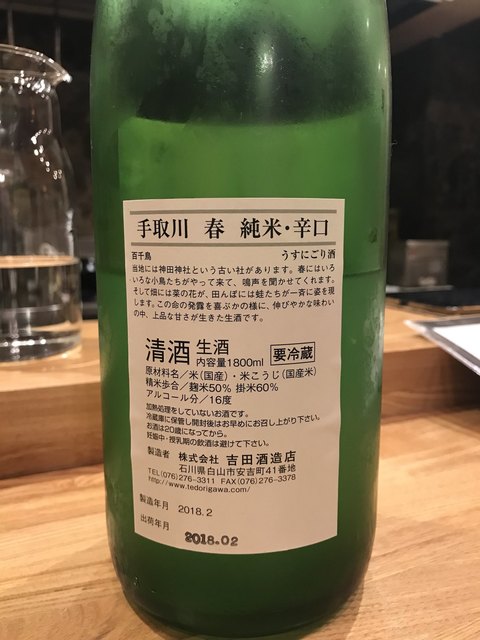 手取川 春 純米・辛口
百千鳥 うすにごり酒
当地には神田神社という古い社があります。春にはいろ
いろな小鳥たちがやって来て、鳴声を聞かせてくれます。
そして畑には菜の花が、田んぼには蛙たちが一斉に姿を現
します。この命の発露を喜ぶかの様に、伸びやかな味わい
の中、上品な甘さが生きた生酒です。
清酒 生酒 要冷蔵
内容量1800ml
原材料名/米(国産)・米こうじ(国産米)
精米歩合/麹米50% 掛米60%
アルコール分/16度
加熱処理をしていないお酒です。
冷蔵庫に保管し開封後はお早めにお召し上がり下さい。
お酒は20歳になってから。
妊娠中・授乳期の飲酒は避けて下さい。
製造者 株式会社 吉田酒造店
石川県白山市安吉町41番地
TEL(076)276-3311 FAX(076)276-3378
http://www.tedorigawa.com/
製造年月 2018.2
出荷年月 2018.02